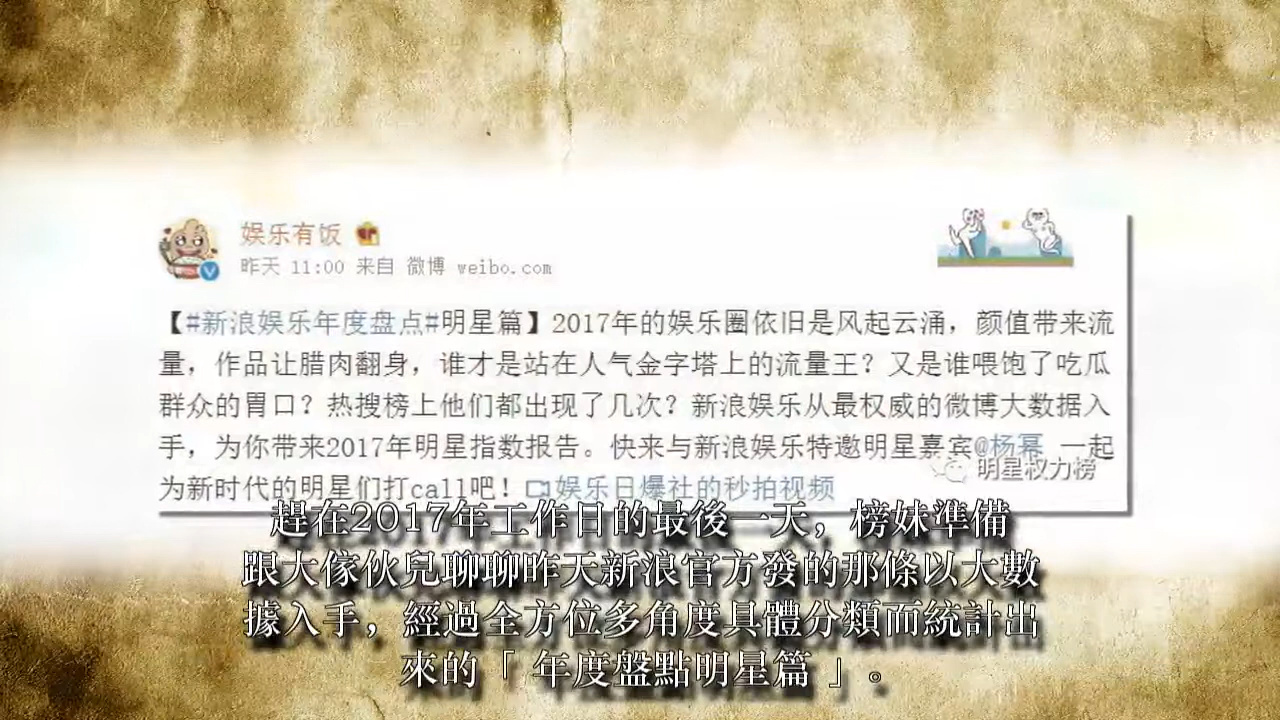 娱乐有饭
昨天 11:00 来自 微博 weibo.com
【#新浪娱乐年度盘点#明星篇】2017年的娱乐圈依旧是风起云涌，颜值带来流
量，作品让腊肉翻身，谁才是站在人气金字塔上的流量王？又是谁喂饱了吃瓜
群众的胃口？热搜榜上他们都出现了几次？新浪娱乐从最权威的微博大数据入
手，为你带来2017年明星指数报告。快来与新浪娱乐特邀明星嘉宾@杨幂 一起
明星权力榜
为新时代的明星们打call吧！娱乐日爆社的秒拍视频
趕在2017年工作日的最後一天，榜妹準備
跟大傢伙兒聊聊昨天新浪官方發的那條以大數
據入手，經過全方位多角度具體分類而統計出
來的「 年度盤點明星篇 」。